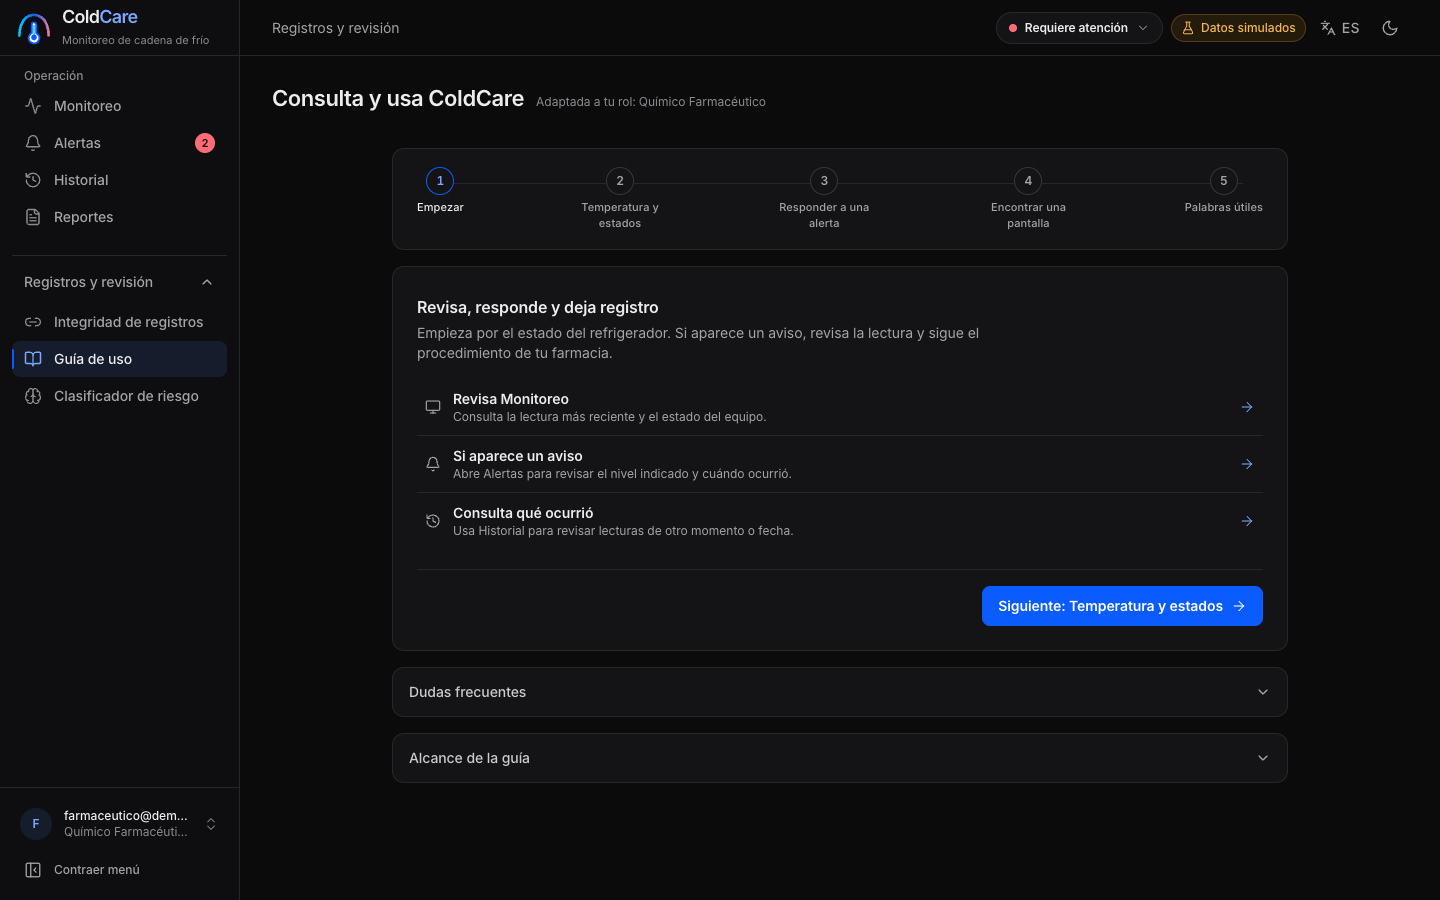 ColdCare
Monitoreo de cadena de frío
Registros y revisión
Requiere atención
Datos simulados
ES
Operación
Monitoreo
Alertas
2
Historial
Reportes
Registros y revisión
Integridad de registros
Guía de uso
Clasificador de riesgo
Consulta y usa ColdCare
Adaptada a tu rol: Químico Farmacéutico
1
2
3
4
5
Empezar
Temperatura y
estados
Responder a una
alerta
Encontrar una
pantalla
Palabras útiles
Revisa, responde y deja registro
Empieza por el estado del refrigerador. Si aparece un aviso, revisa la lectura y sigue el
procedimiento de tu farmacia.
Revisa Monitoreo
Consulta la lectura más reciente y el estado del equipo.
Si aparece un aviso
Abre Alertas para revisar el nivel indicado y cuándo ocurrió.
Consulta qué ocurrió
Usa Historial para revisar lecturas de otro momento o fecha.
Siguiente: Temperatura y estados
Dudas frecuentes
Alcance de la guía
F
farmaceutico@dem...
Químico Farmacéuti...
Contraer menú